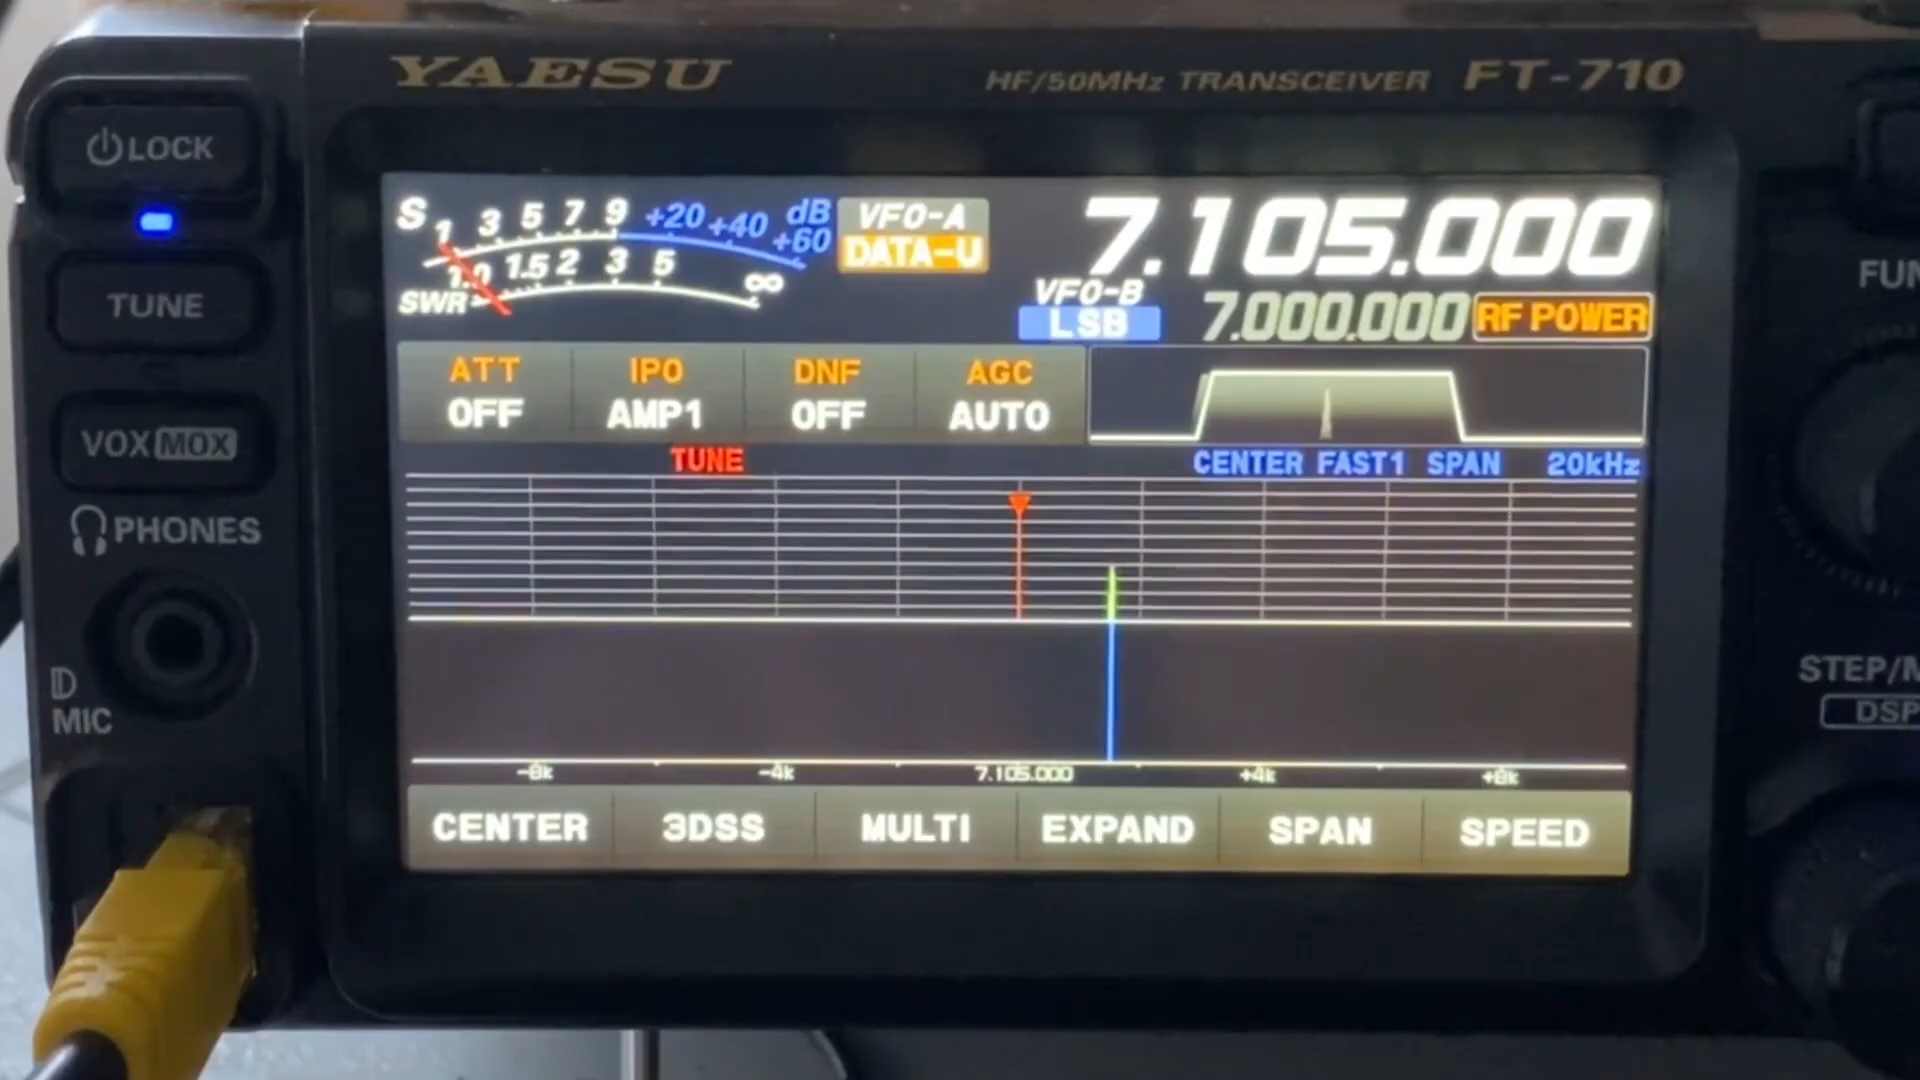 YAESU
HF/50MHz TRANSCEIVER FT-710
LOCK
TUNE
VOX MOX
PHONES
MIC
S 1 3 5 7 9 +20 +40 +60 dB
1.0 1.5 2 3 5 ∞
SWR
VFO-A
DATA-U
7.105.000
VFO-B
LSB
7.000.000
RF POWER
ATT IPO DNF AGC
OFF AMP1 OFF AUTO
TUNE
CENTER FAST1 SPAN 20kHz
-8k -4k 7.105.000 +4k +8k
CENTER 3DSS MULTI EXPAND SPAN SPEED
FUN
STEP/M
DSP